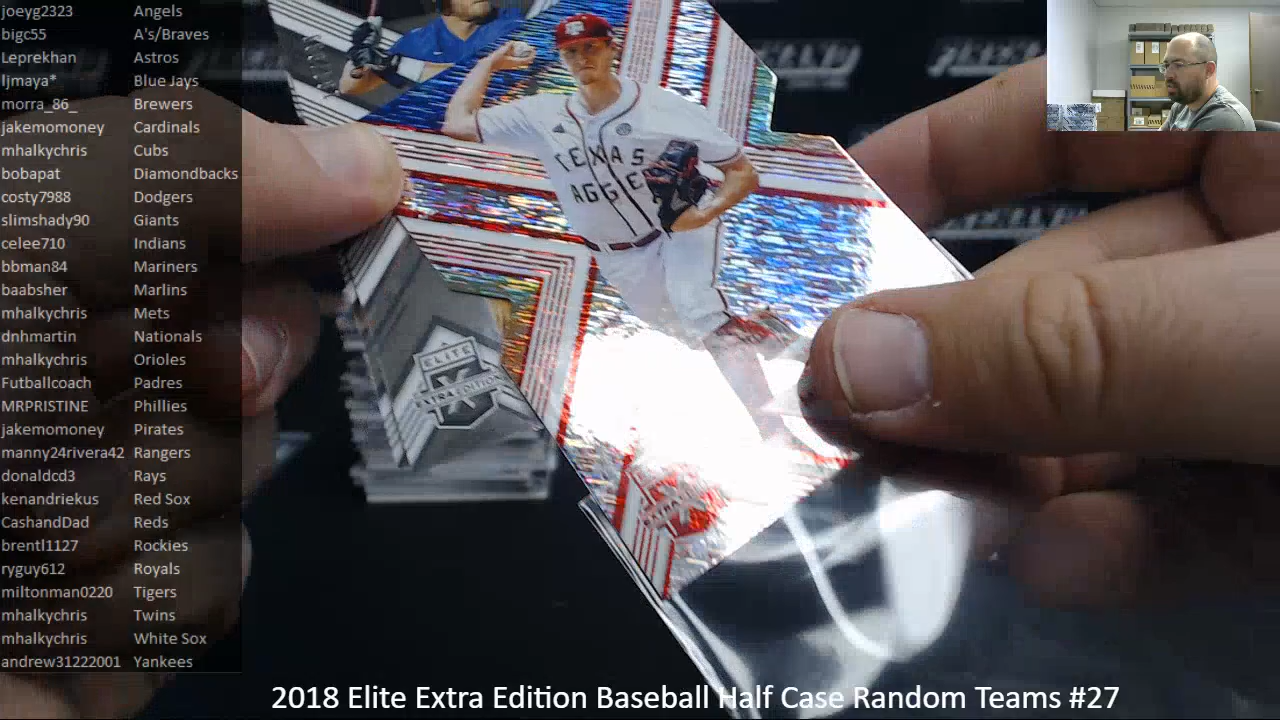 joeyg2323 Angels
bigc55 A's/Braves
Leprekhan Astros
ljmaya* Blue Jays
morra_86_ Brewers
jakemomoney Cardinals
mhalkychris Cubs
bobapat Diamondbacks
costy7988 Dodgers
slimshady90 Giants
celee710 Indians
bbman84 Mariners
baabsher Marlins
mhalkychris Mets
dnhmartin Nationals
mhalkychris Orioles
Futballcoach Padres
MRPRISTINE Phillies
jakemomoney Pirates
manny24rivera42 Rangers
donaldcd3 Rays
kenandriekus Red Sox
CashandDad Reds
brentl1127 Rockies
ryguy612 Royals
miltonman0220 Tigers
mhalkychris Twins
mhalkychris White Sox
andrew31222001 Yankees
TEXAS
AGGIE
ELITE
X
EXTRA EDITION
2018 Elite Extra Edition Baseball Half Case Random Teams #27